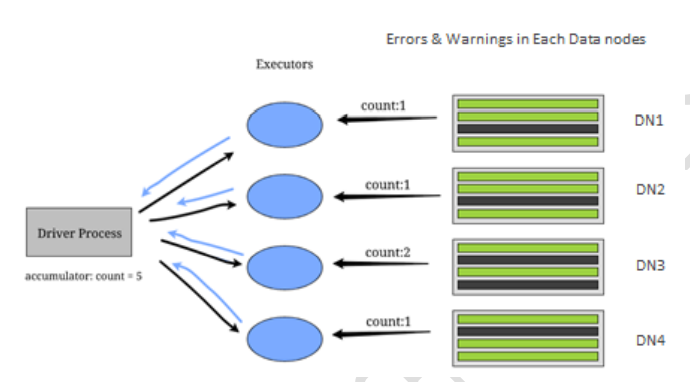 Errors & Warnings in Each Data nodes
Executors
count:1
DN1
count:1
DN2
Driver Process
count:2
DN3
accumulator: count = 5
count:1
DN4